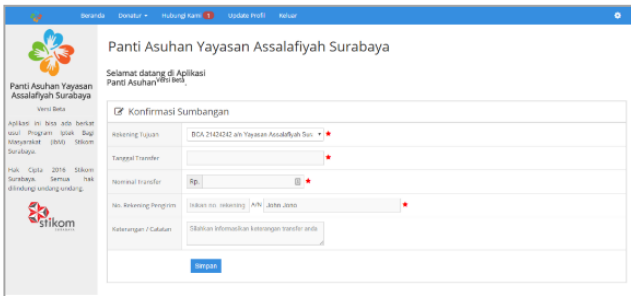 Beranda Donatur Hubungi Kami 1 Update Profil Keluar
Panti Asuhan Yayasan
Assalafiyah Surabaya
Versi Beta
Aplikasi ini bisa ada berkat
usul Program Iptek Bagi
Masyarakat (IbM) Stikom
Surabaya.
Hak Cipta 2016 Stikom
Surabaya. Semua hak
dilindungi undang-undang.
stikom
SURABAYA
Panti Asuhan Yayasan Assalafiyah Surabaya
Selamat datang di Aplikasi
Panti Asuhan Versi Beta.
Konfirmasi Sumbangan
Rekening Tujuan BCA 21424242 a/n Yayasan Assalafiyah Sur *
Tanggal Transfer *
Nominal Transfer Rp. *
No. Rekening Pengirim Isikan no. rekening A/N John Jono *
Keterangan / Catatan Silahkan informasikan keterangan transfer anda
Simpan